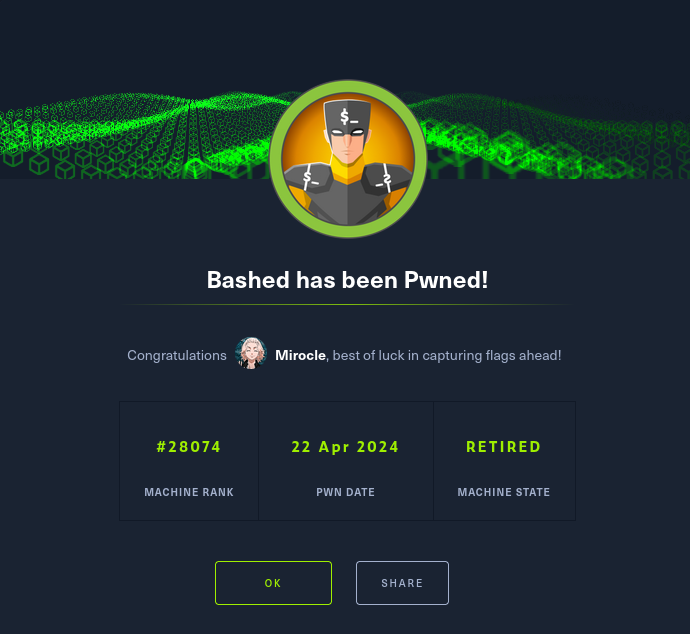 $_
$_
$_
Bashed has been Pwned!
Congratulations Mirocle, best of luck in capturing flags ahead!
#28074 22 Apr 2024 RETIRED
MACHINE RANK PWN DATE MACHINE STATE
OK SHARE